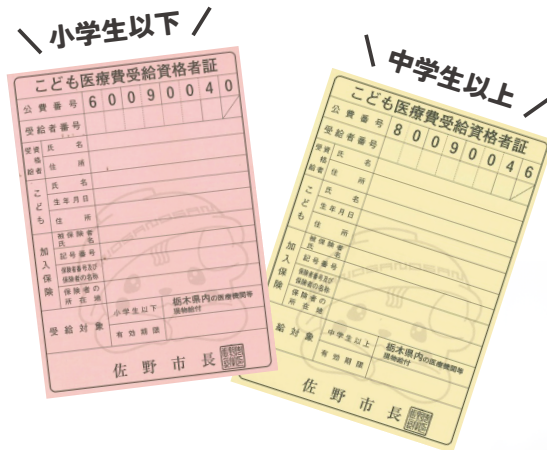 小学生以下
こども医療費受給資格者証
公費番号 60090040
受給者番号
受給資格者
氏名
住所
こども
氏名
生年月日
住所
加入保険
被保険者氏名
記号番号
保険者番号及び
保険者の名称
保険者の
所在地
受給対象
小学生以下
有効期限
栃木県内の医療機関等
現物給付
佐野市長
中学生以上
こども医療費受給資格者証
公費番号 80090046
受給者番号
受給資格者
氏名
住所
こども
氏名
生年月日
住所
加入保険
被保険者氏名
記号番号
保険者番号及び
保険者の名称
保険者の
所在地
給対象
中学生以上
有効期限
栃木県内の医療機関等
現物給付
佐野市長